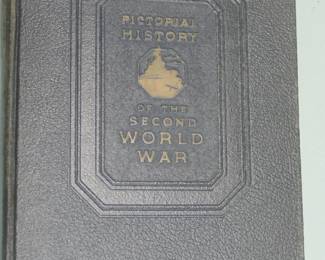 PICTORIAL
HISTORY
OF THE
SECOND
WORLD
WAR